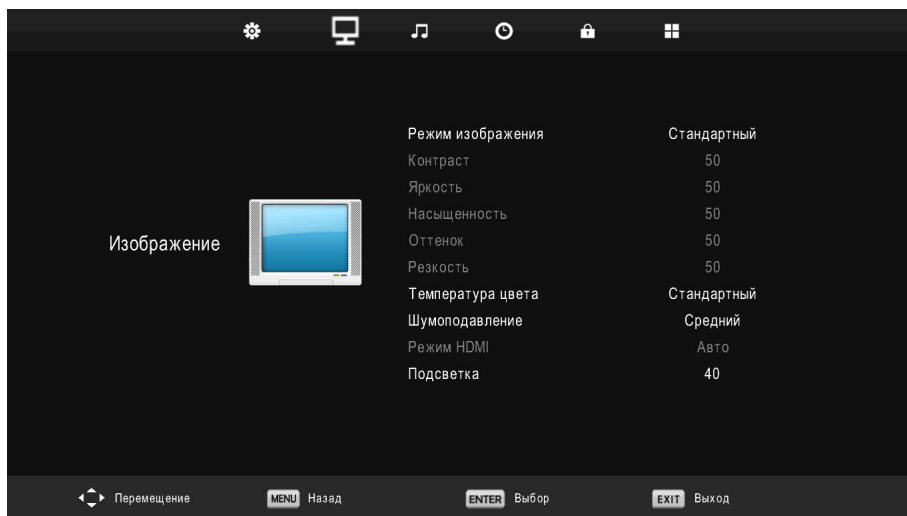 Режим изображения Стандартный
Контраст 50
Яркость 50
Насыщенность 50
Оттенок 50
Изображение
Резкость 50
Температура цвета Стандартный
Шумоподавление Средний
Режим HDMI Авто
Подсветка 40
Перемещение MENU Назад ENTER Выбор EXIT Выход